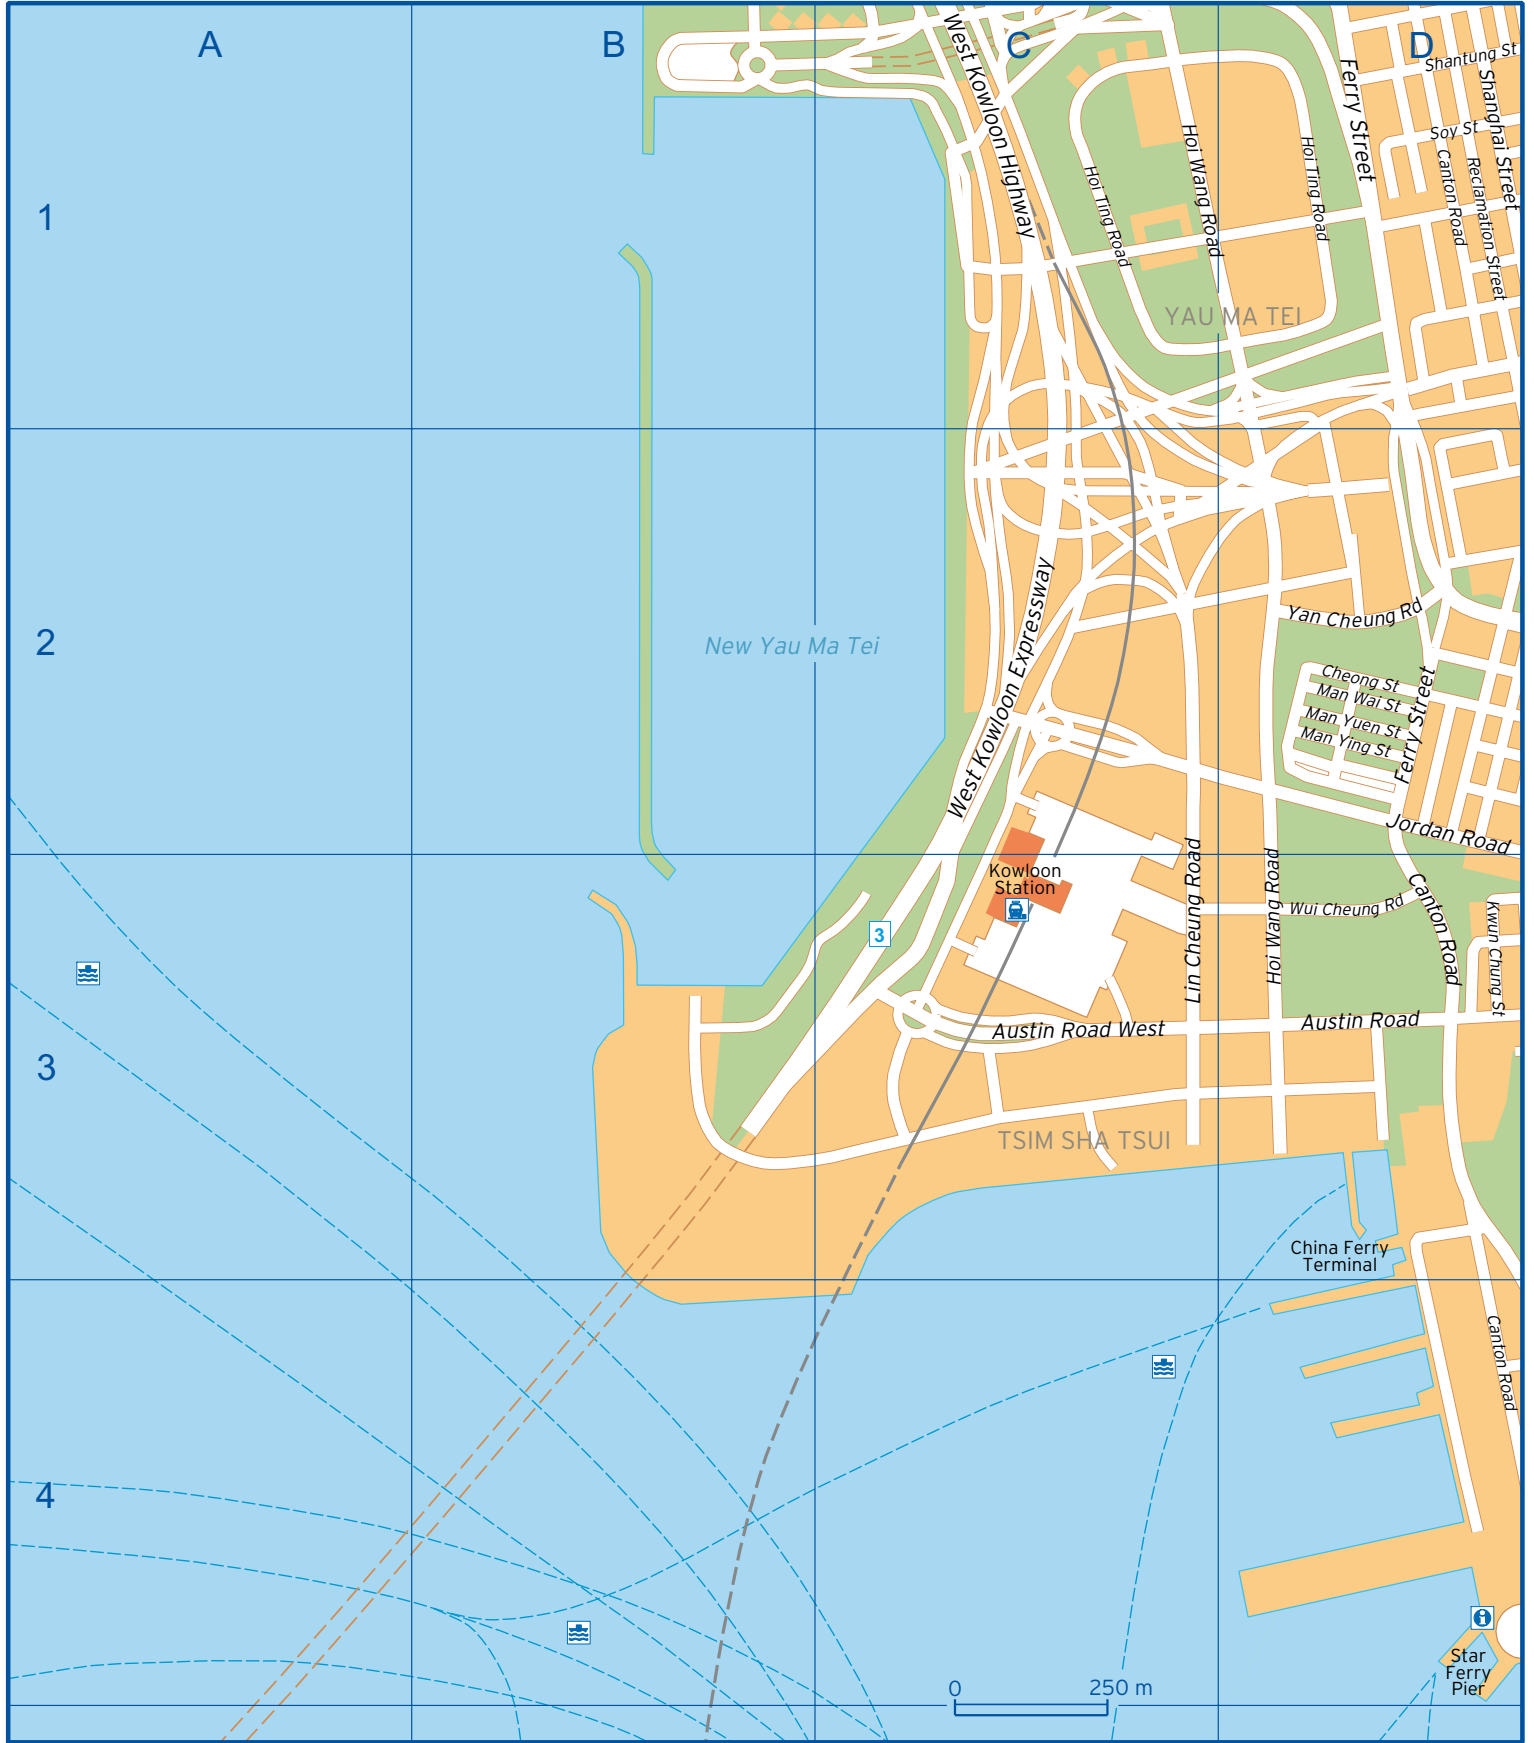 A
B
C
D
1
2
3
4
West Kowloon Highway
Ferry Street
Shantung St
Shanghai Street
Soy St
Canton Road
Reclamation Street
Hoi Wang Road
Hoi Ting Road
Hoi Ting Road
YAU MA TEI
New Yau Ma Tei
West Kowloon Expressway
Yan Cheung Rd
Cheong St
Man Wai St
Man Yuen St
Man Ying St
Ferry Street
Jordan Road
Kowloon
Station
3
Lin Cheung Road
Hoi Wang Road
Wui Cheung Rd
Canton Road
Kwun Chung St
Austin Road West
Austin Road
TSIM SHA TSUI
China Ferry
Terminal
Canton Road
Star
Ferry
Pier
0
250 m